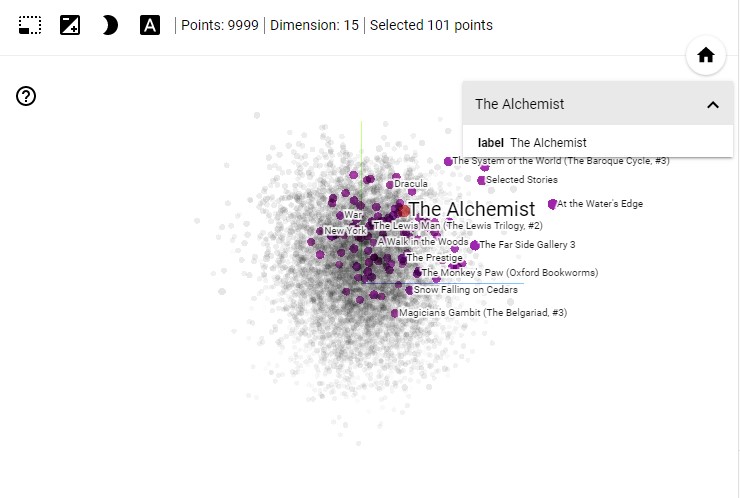 A
Points: 9999 | Dimension: 15 | Selected 101 points
?
The Alchemist
label The Alchemist
The System of the World (The Baroque Cycle, #3)
Dracula
Selected Stories
At the Water's Edge
The Alchemist
War
The Lewis Man (The Lewis Trilogy, #2)
New York
A Walk in the Woods
The Far Side Gallery 3
The Prestige
The Monkey's Paw (Oxford Bookworms)
Snow Falling on Cedars
Magician's Gambit (The Belgariad, #3)